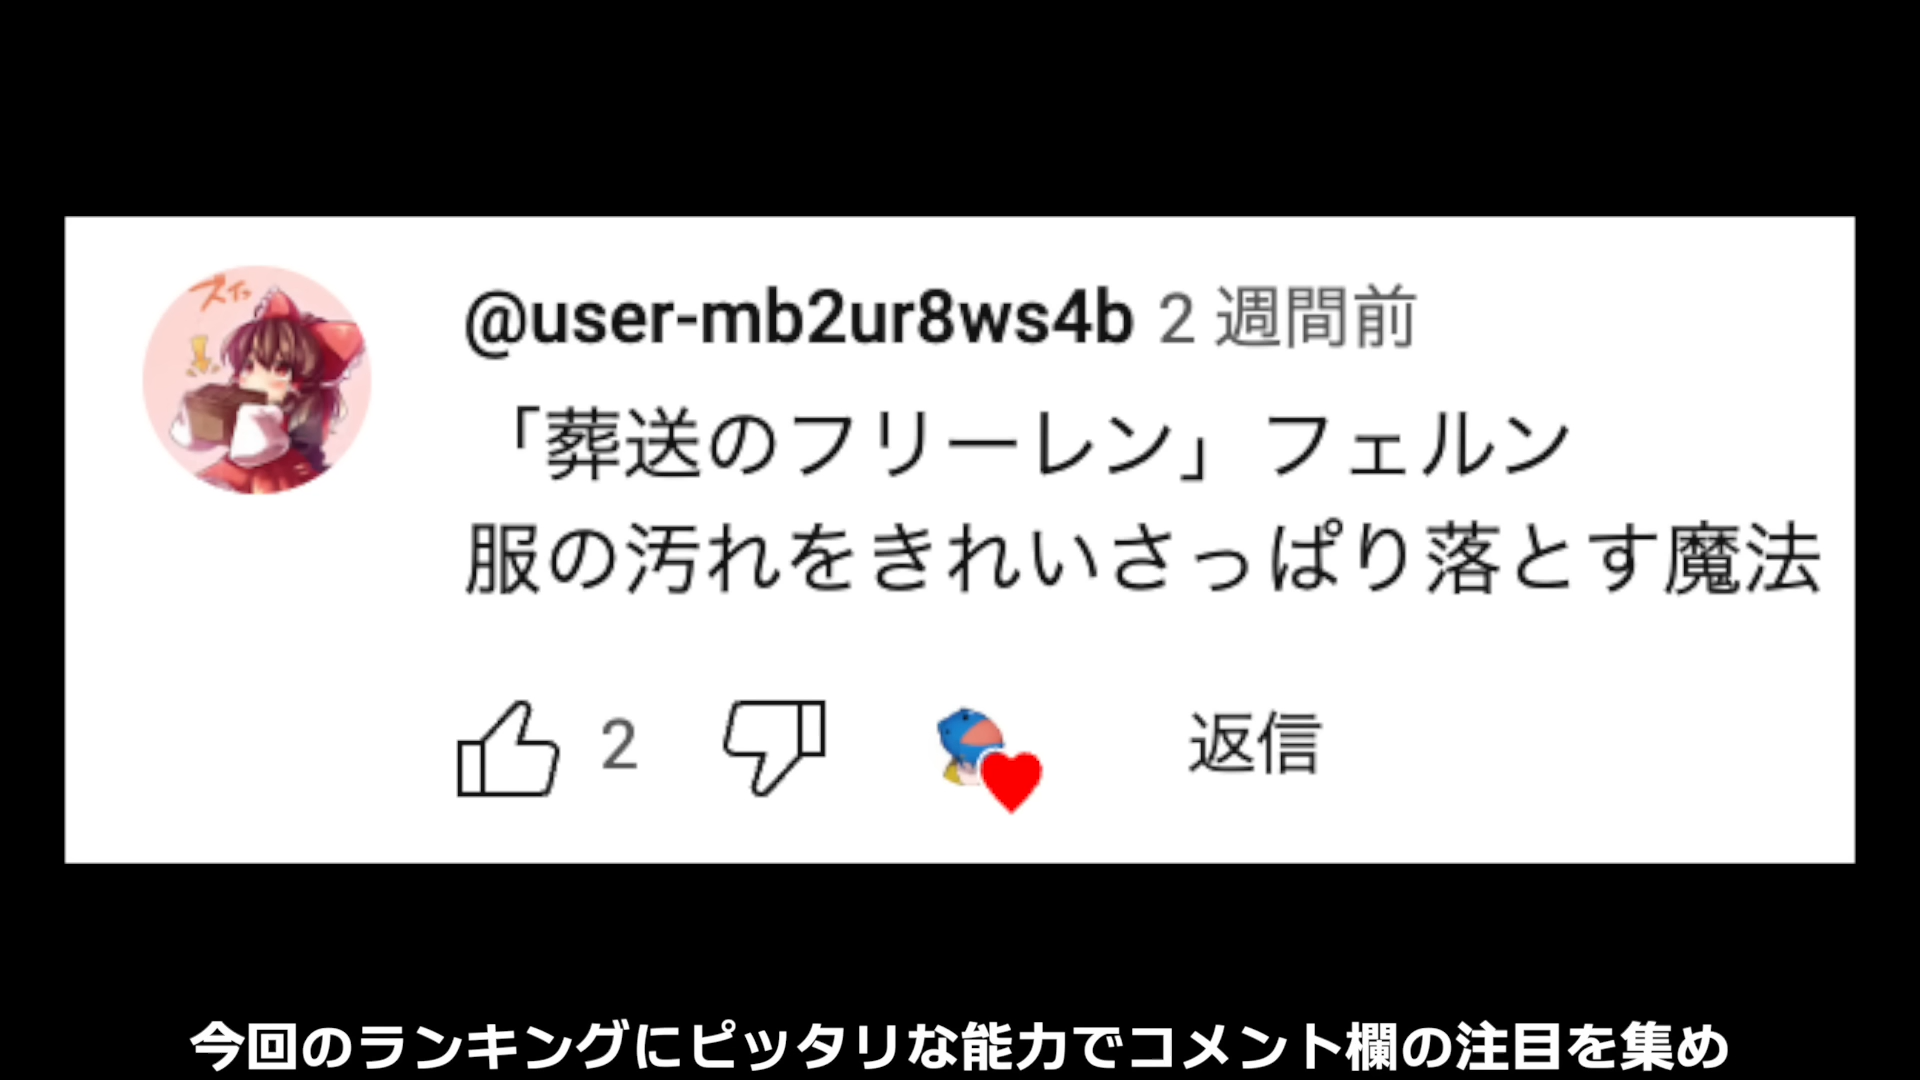 ズイッ
@user-mb2ur8ws4b 2 週間前
「葬送のフリーレン」フェルン
服の汚れをきれいさっぱり落とす魔法
2
返信
今回のランキングにピッタリな能力でコメント欄の注目を集め